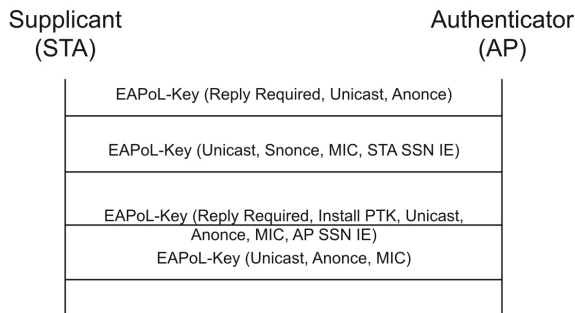 Supplicant
(STA)
Authenticator
(AP)
EAPoL-Key (Reply Required, Unicast, Anonce)
EAPoL-Key (Unicast, Snonce, MIC, STA SSN IE)
EAPoL-Key (Reply Required, Install PTK, Unicast,
Anonce, MIC, AP SSN IE)
EAPoL-Key (Unicast, Anonce, MIC)